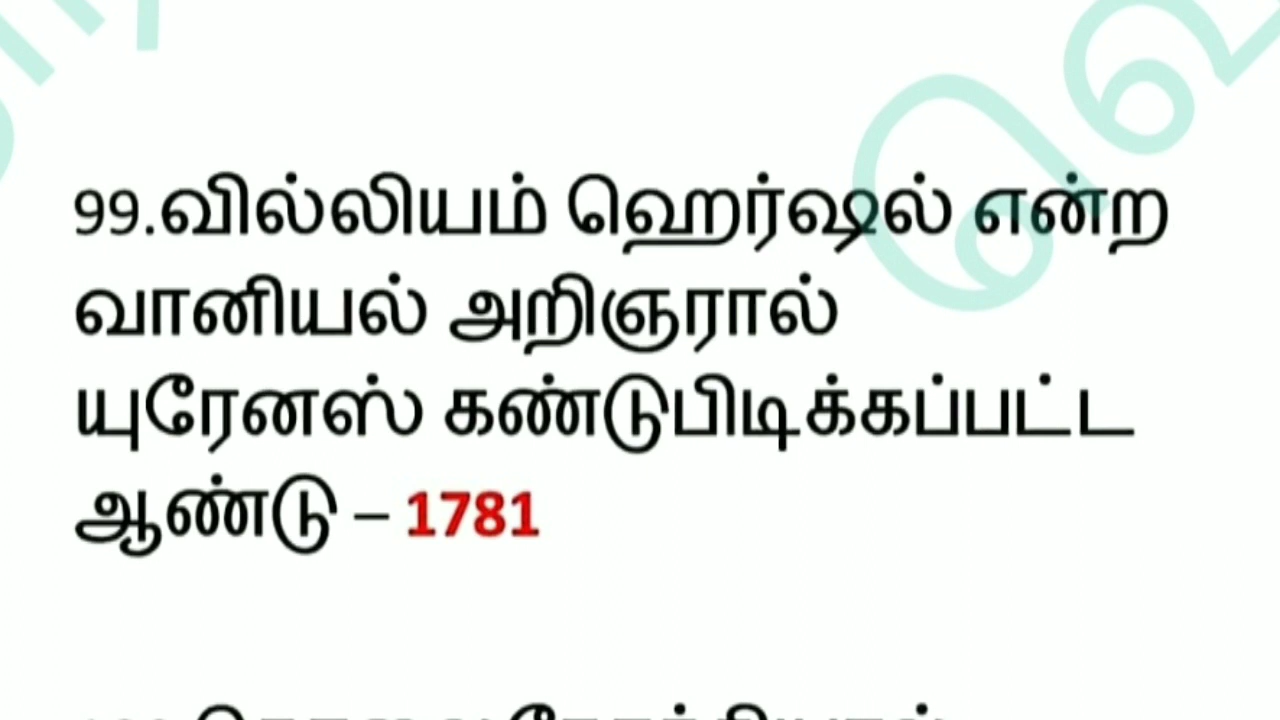 99.வில்லியம் ஹெர்ஷல் என்ற
வானியல் அறிஞரால்
யுரேனஸ் கண்டுபிடிக்கப்பட்ட
ஆண்டு – 1781